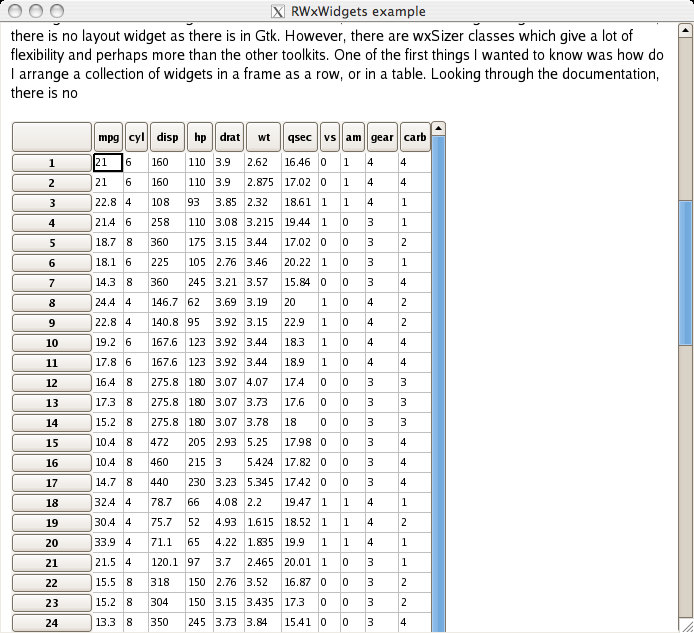 RWxWidgets example
there is no layout widget as there is in Gtk. However, there are wxSizer classes which give a lot of
flexibility and perhaps more than the other toolkits. One of the first things I wanted to know was how do
I arrange a collection of widgets in a frame as a row, or in a table. Looking through the documentation,
there is no
mpg cyl disp hp drat wt qsec vs am gear carb
1 21 6 160 110 3.9 2.62 16.46 0 1 4 4
2 21 6 160 110 3.9 2.875 17.02 0 1 4 4
3 22.8 4 108 93 3.85 2.32 18.61 1 1 4 1
4 21.4 6 258 110 3.08 3.215 19.44 1 0 3 1
5 18.7 8 360 175 3.15 3.44 17.02 0 0 3 2
6 18.1 6 225 105 2.76 3.46 20.22 1 0 3 1
7 14.3 8 360 245 3.21 3.57 15.84 0 0 3 4
8 24.4 4 146.7 62 3.69 3.19 20 1 0 4 2
9 22.8 4 140.8 95 3.92 3.15 22.9 1 0 4 2
10 19.2 6 167.6 123 3.92 3.44 18.3 1 0 4 4
11 17.8 6 167.6 123 3.92 3.44 18.9 1 0 4 4
12 16.4 8 275.8 180 3.07 4.07 17.4 0 0 3 3
13 17.3 8 275.8 180 3.07 3.73 17.6 0 0 3 3
14 15.2 8 275.8 180 3.07 3.78 18 0 0 3 3
15 10.4 8 472 205 2.93 5.25 17.98 0 0 3 4
16 10.4 8 460 215 3 5.424 17.82 0 0 3 4
17 14.7 8 440 230 3.23 5.345 17.42 0 0 3 4
18 32.4 4 78.7 66 4.08 2.2 19.47 1 1 4 1
19 30.4 4 75.7 52 4.93 1.615 18.52 1 1 4 2
20 33.9 4 71.1 65 4.22 1.835 19.9 1 1 4 1
21 21.5 4 120.1 97 3.7 2.465 20.01 1 0 3 1
22 15.5 8 318 150 2.76 3.52 16.87 0 0 3 2
23 15.2 8 304 150 3.15 3.435 17.3 0 0 3 2
24 13.3 8 350 245 3.73 3.84 15.41 0 0 3 4